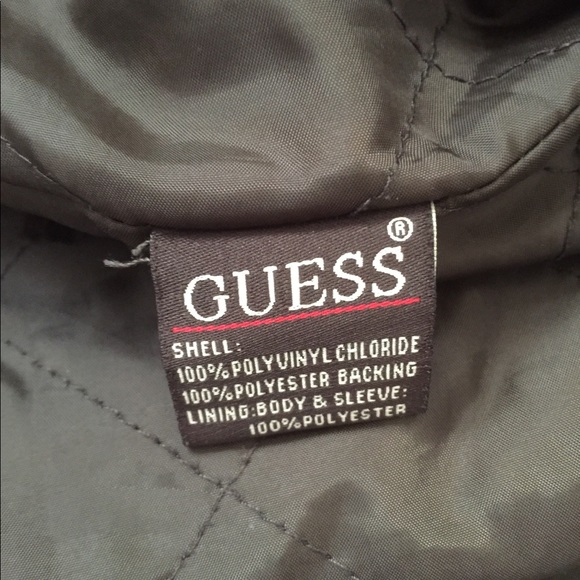 GUESS®
SHELL:
100% POLYVINYL CHLORIDE
100% POLYESTER BACKING
LINING:BODY & SLEEVE:
100% POLYESTER